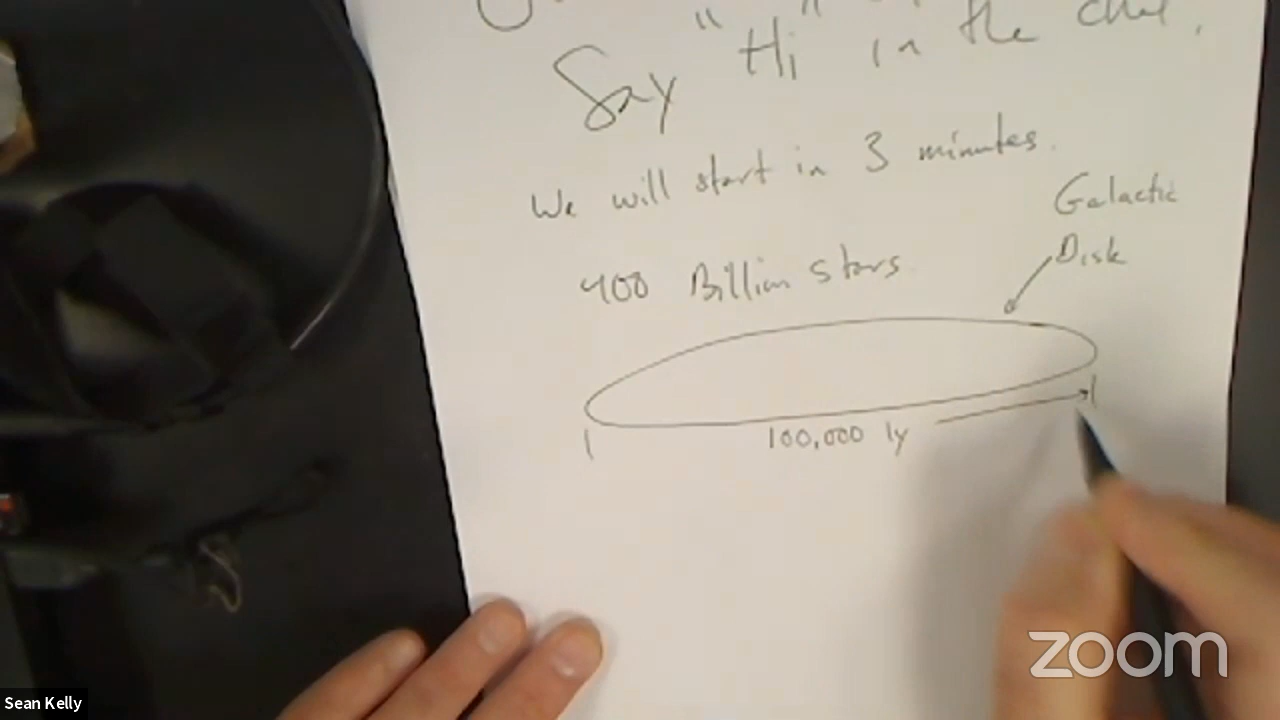 Say "Hi" in the
We will start in 3 minutes.
Galactic
Disk
400 Billion stars
100,000 ly
zoom
Sean Kelly